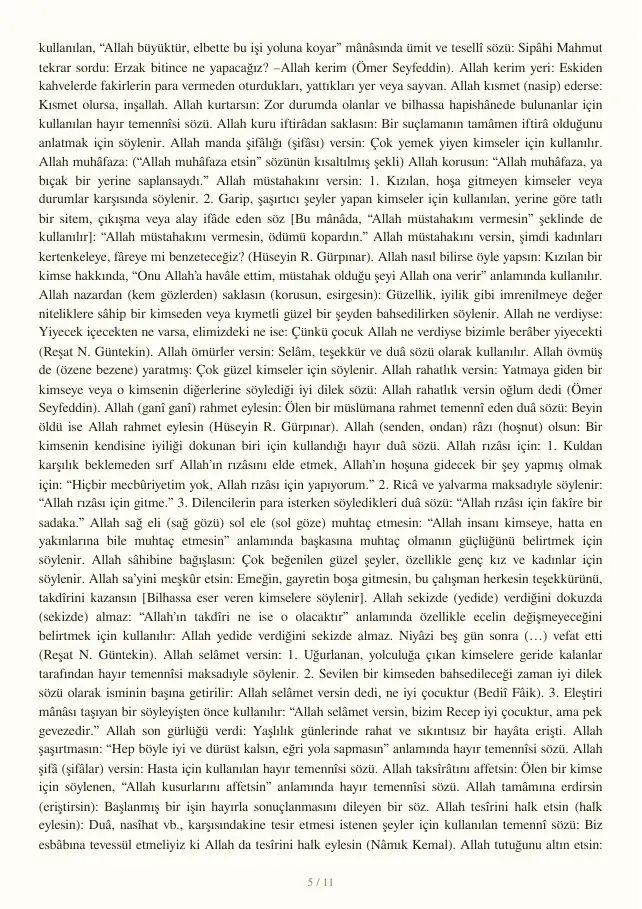 kullanılan, “Allah büyüktür, elbette bu işi yoluna koyar” mânâsında ümit ve tesellî sözü: Sipâhi Mahmut
tekrar sordu: Erzak bitince ne yapacağız? –Allah kerim (Ömer Seyfeddin). Allah kerim yeri: Eskiden
kahvelerde fakirlerin para vermeden oturdukları, yattıkları yer veya sayvan. Allah kısmet (nasip) ederse:
Kısmet olursa, inşallah. Allah kurtarsın: Zor durumda olanlar ve bilhassa hapishânede bulunanlar için
kullanılan hayır temennîsi sözü. Allah kuru iftirâdan saklasın: Bir suçlamanın tamâmen iftirâ olduğunu
anlatmak için söylenir. Allah manda şifâlığı (şifâsı) versin: Çok yemek yiyen kimseler için kullanılır.
Allah muhâfaza: (“Allah muhâfaza etsin” sözünün kısaltılmış şekli) Allah korusun: “Allah muhâfaza, ya
bıçak bir yerine saplansaydı.” Allah müstahakını versin: 1. Kızılan, hoşa gitmeyen kimseler veya
durumlar karşısında söylenir. 2. Garip, şaşırtıcı şeyler yapan kimseler için kullanılan, yerine göre tatlı
bir sitem, çıkışma veya alay ifâde eden söz [Bu mânâda, “Allah müstahakını vermesin” şeklinde de
kullanılır]: “Allah müstahakını vermesin, ödümü kopardın.” Allah müstahakını versin, şimdi kadınları
kertenkeleye, fâreye mi benzeteceğiz? (Hüseyin R. Gürpınar). Allah nasıl bilirse öyle yapsın: Kızılan bir
kimse hakkında, “Onu Allah’a havâle ettim, müstahak olduğu şeyi Allah ona verir” anlamında kullanılır.
Allah nazardan (kem gözlerden) saklasın (korusun, esirgesin): Güzellik, iyilik gibi imrenilmeye değer
niteliklere sâhip bir kimseden veya kıymetli güzel bir şeyden bahsedilirken söylenir. Allah ne verdiyse:
Yiyecek içecekten ne varsa, elimizdeki ne ise: Çünkü çocuk Allah ne verdiyse bizimle berâber yiyecekti
(Reşat N. Güntekin). Allah ömürler versin: Selâm, teşekkür ve duâ sözü olarak kullanılır. Allah övmüş
de (özene bezene) yaratmış: Çok güzel kimseler için söylenir. Allah rahatlık versin: Yatmaya giden bir
kimseye veya o kimsenin diğerlerine söylediği iyi dilek sözü: Allah rahatlık versin oğlum dedi (Ömer
Seyfeddin). Allah (ganî ganî) rahmet eylesin: Ölen bir müslümana rahmet temennî eden duâ sözü: Beyin
öldü ise Allah rahmet eylesin (Hüseyin R. Gürpınar). Allah (senden, ondan) râzı (hoşnut) olsun: Bir
kimsenin kendisine iyiliği dokunan biri için kullandığı hayır duâ sözü. Allah rızâsı için: 1. Kuldan
karşılık beklemeden sırf Allah’ın rızâsını elde etmek, Allah’ın hoşuna gidecek bir şey yapmış olmak
için: “Hiçbir mecbûriyetim yok, Allah rızâsı için yapıyorum.” 2. Ricâ ve yalvarma maksadıyle söylenir:
“Allah rızâsı için gitme.” 3. Dilencilerin para isterken söyledikleri duâ sözü: “Allah rızâsı için fakîre bir
sadaka.” Allah sağ eli (sağ gözü) sol ele (sol göze) muhtaç etmesin: “Allah insanı kimseye, hatta en
yakınlarına bile muhtaç etmesin” anlamında başkasına muhtaç olmanın güçlüğünü belirtmek için
söylenir. Allah sâhibine bağışlasın: Çok beğenilen güzel şeyler, özellikle genç kız ve kadınlar için
söylenir. Allah sa’yini meşkûr etsin: Emeğin, gayretin boşa gitmesin, bu çalışman herkesin teşekkürünü,
takdîrini kazansın [Bilhassa eser veren kimselere söylenir]. Allah sekizde (yedide) verdiğini dokuzda
(sekizde) almaz: “Allah’ın takdîri ne ise o olacaktır” anlamında özellikle ecelin değişmeyeceğini
belirtmek için kullanılır: Allah yedide verdiğini sekizde almaz. Niyâzi beş gün sonra (…) vefat etti
(Reşat N. Güntekin). Allah selâmet versin: 1. Uğurlanan, yolculuğa çıkan kimselere geride kalanlar
tarafından hayır temennîsi maksadıyle söylenir. 2. Sevilen bir kimseden bahsedileceği zaman iyi dilek
sözü olarak isminin başına getirilir: Allah selâmet versin dedi, ne iyi çocuktur (Bediî Fâik). 3. Eleştiri
mânâsı taşıyan bir söyleyişten önce kullanılır: “Allah selâmet versin, bizim Recep iyi çocuktur, ama pek
gevezedir.” Allah son gürlüğü verdi: Yaşlılık günlerinde rahat ve sıkıntısız bir hayâta erişti. Allah
şaşırtmasın: “Hep böyle iyi ve dürüst kalsın, eğri yola sapmasın” anlamında hayır temennîsi sözü. Allah
şifâ (şifâlar) versin: Hasta için kullanılan hayır temennîsi sözü. Allah taksîrâtını affetsin: Ölen bir kimse
için söylenen, “Allah kusurlarını affetsin” anlamında hayır temennîsi sözü. Allah tamâmına erdirsin
(eriştirsin): Başlanmış bir işin hayırla sonuçlanmasını dileyen bir söz. Allah tesîrini halk etsin (halk
eylesin): Duâ, nasîhat vb., karşısındakine tesir etmesi istenen şeyler için kullanılan temennî sözü: Biz
esbâbına tevessül etmeliyiz ki Allah da tesîrini halk eylesin (Nâmık Kemal). Allah tutuğunu altın etsin:
5 / 11